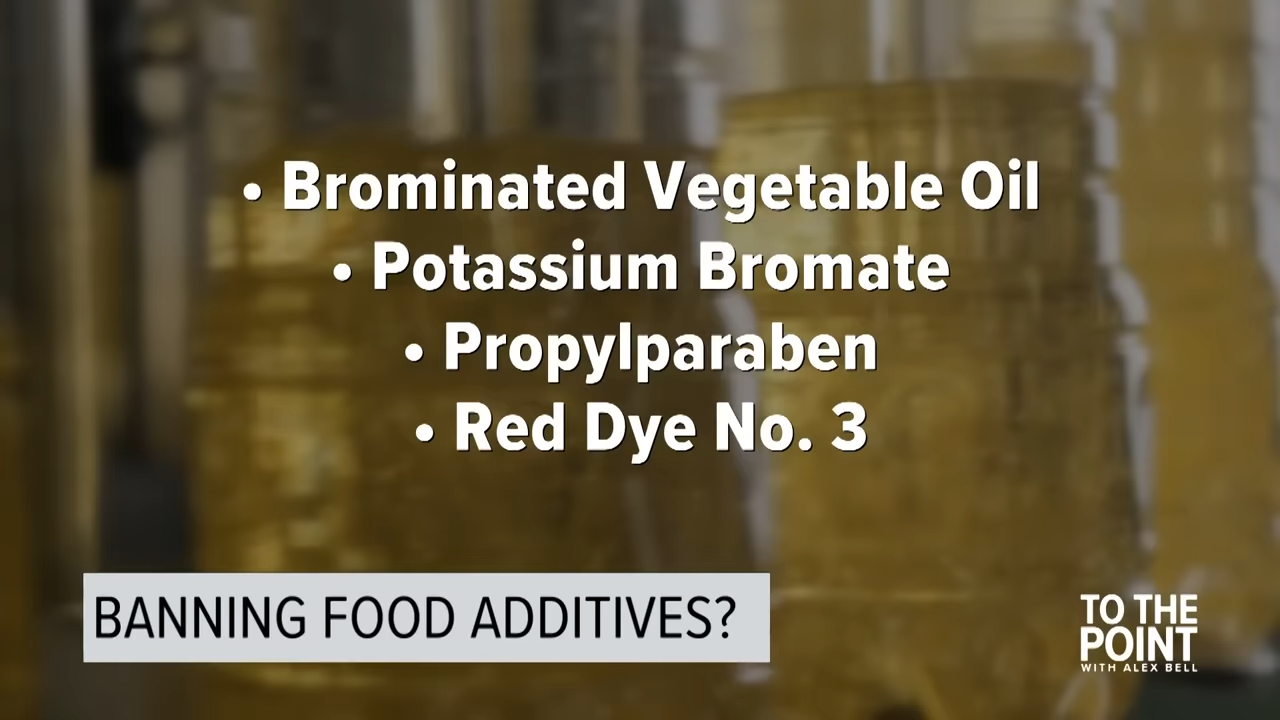 • Brominated Vegetable Oil
• Potassium Bromate
• Propylparaben
• Red Dye No. 3
BANNING FOOD ADDITIVES?
TO THE
POINT
WITH ALEX BELL